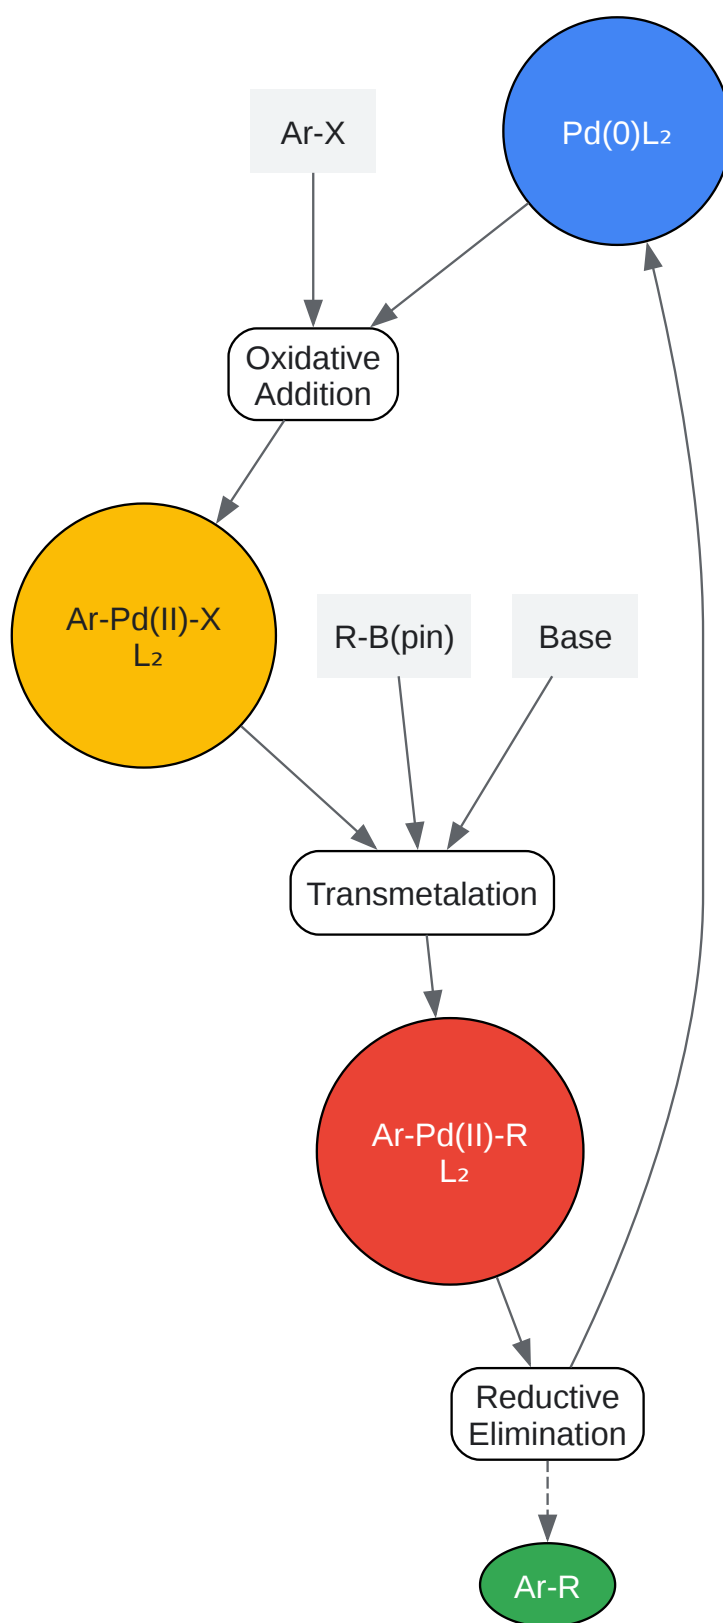 Ar-X
Pd(0)L₂
Oxidative
Addition
Ar-Pd(II)-X
L₂
R-B(pin)
Base
Transmetalation
Ar-Pd(II)-R
L₂
Reductive
Elimination
Ar-R